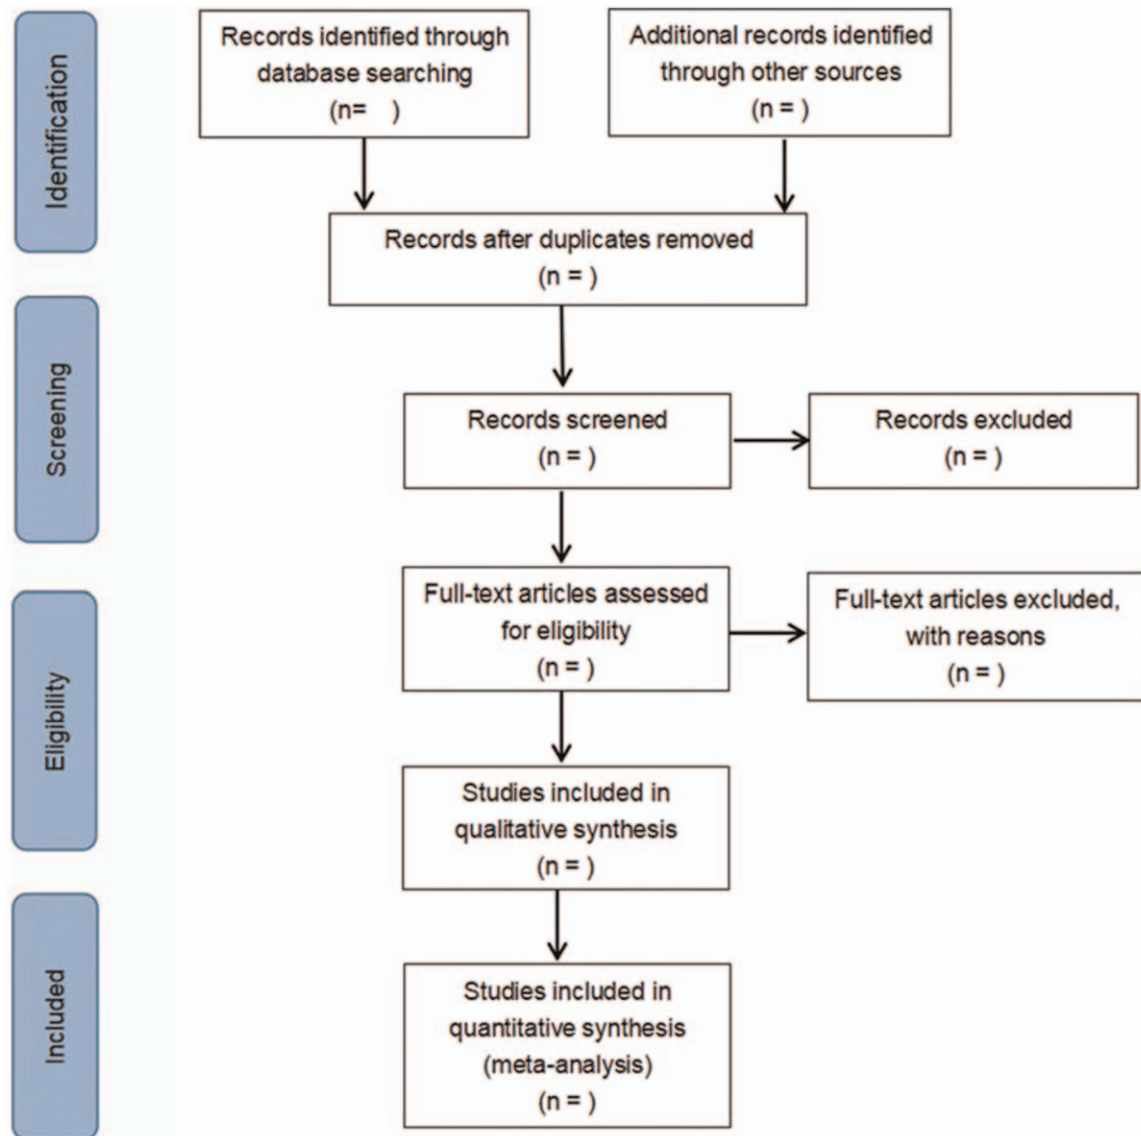 Identification
Records identified through
database searching
(n= )
Additional records identified
through other sources
(n = )
Records after duplicates removed
(n = )
Screening
Records screened
(n = )
Records excluded
(n = )
Eligibility
Full-text articles assessed
for eligibility
(n = )
Full-text articles excluded,
with reasons
(n = )
Studies included in
qualitative synthesis
(n = )
Included
Studies included in
quantitative synthesis
(meta-analysis)
(n = )